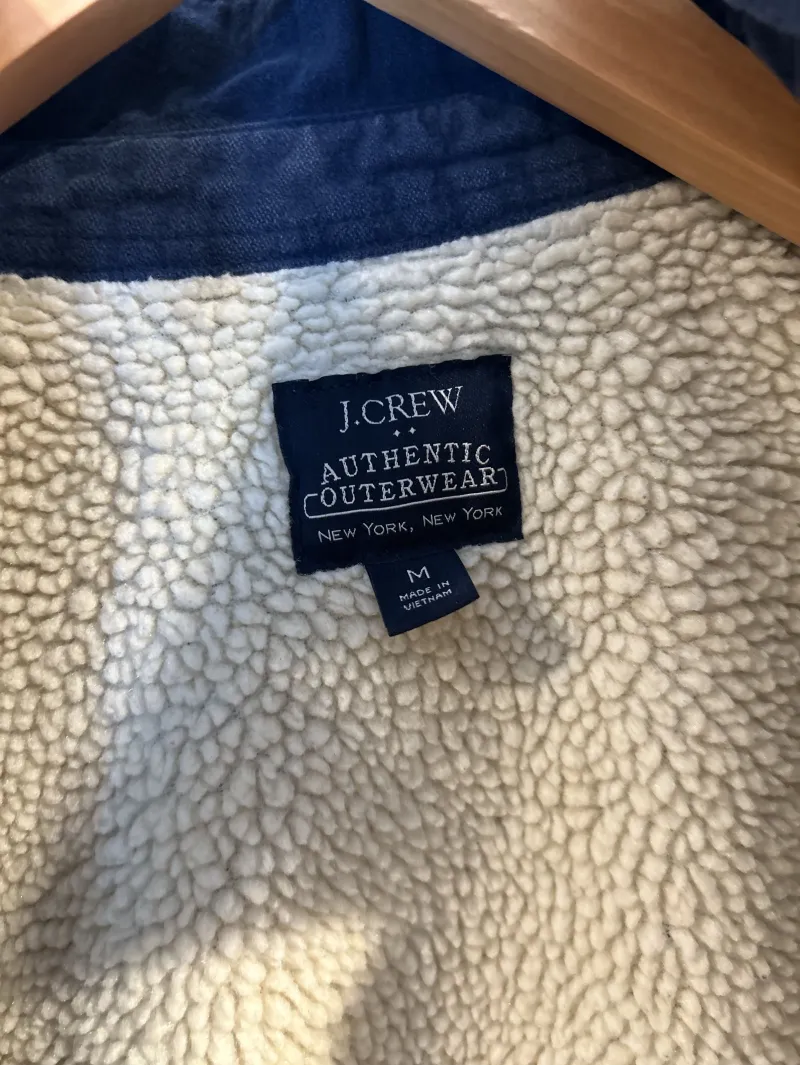 J.CREW
AUTHENTIC
OUTERWEAR
NEW YORK, NEW YORK
M
MADE IN
VIETNAM